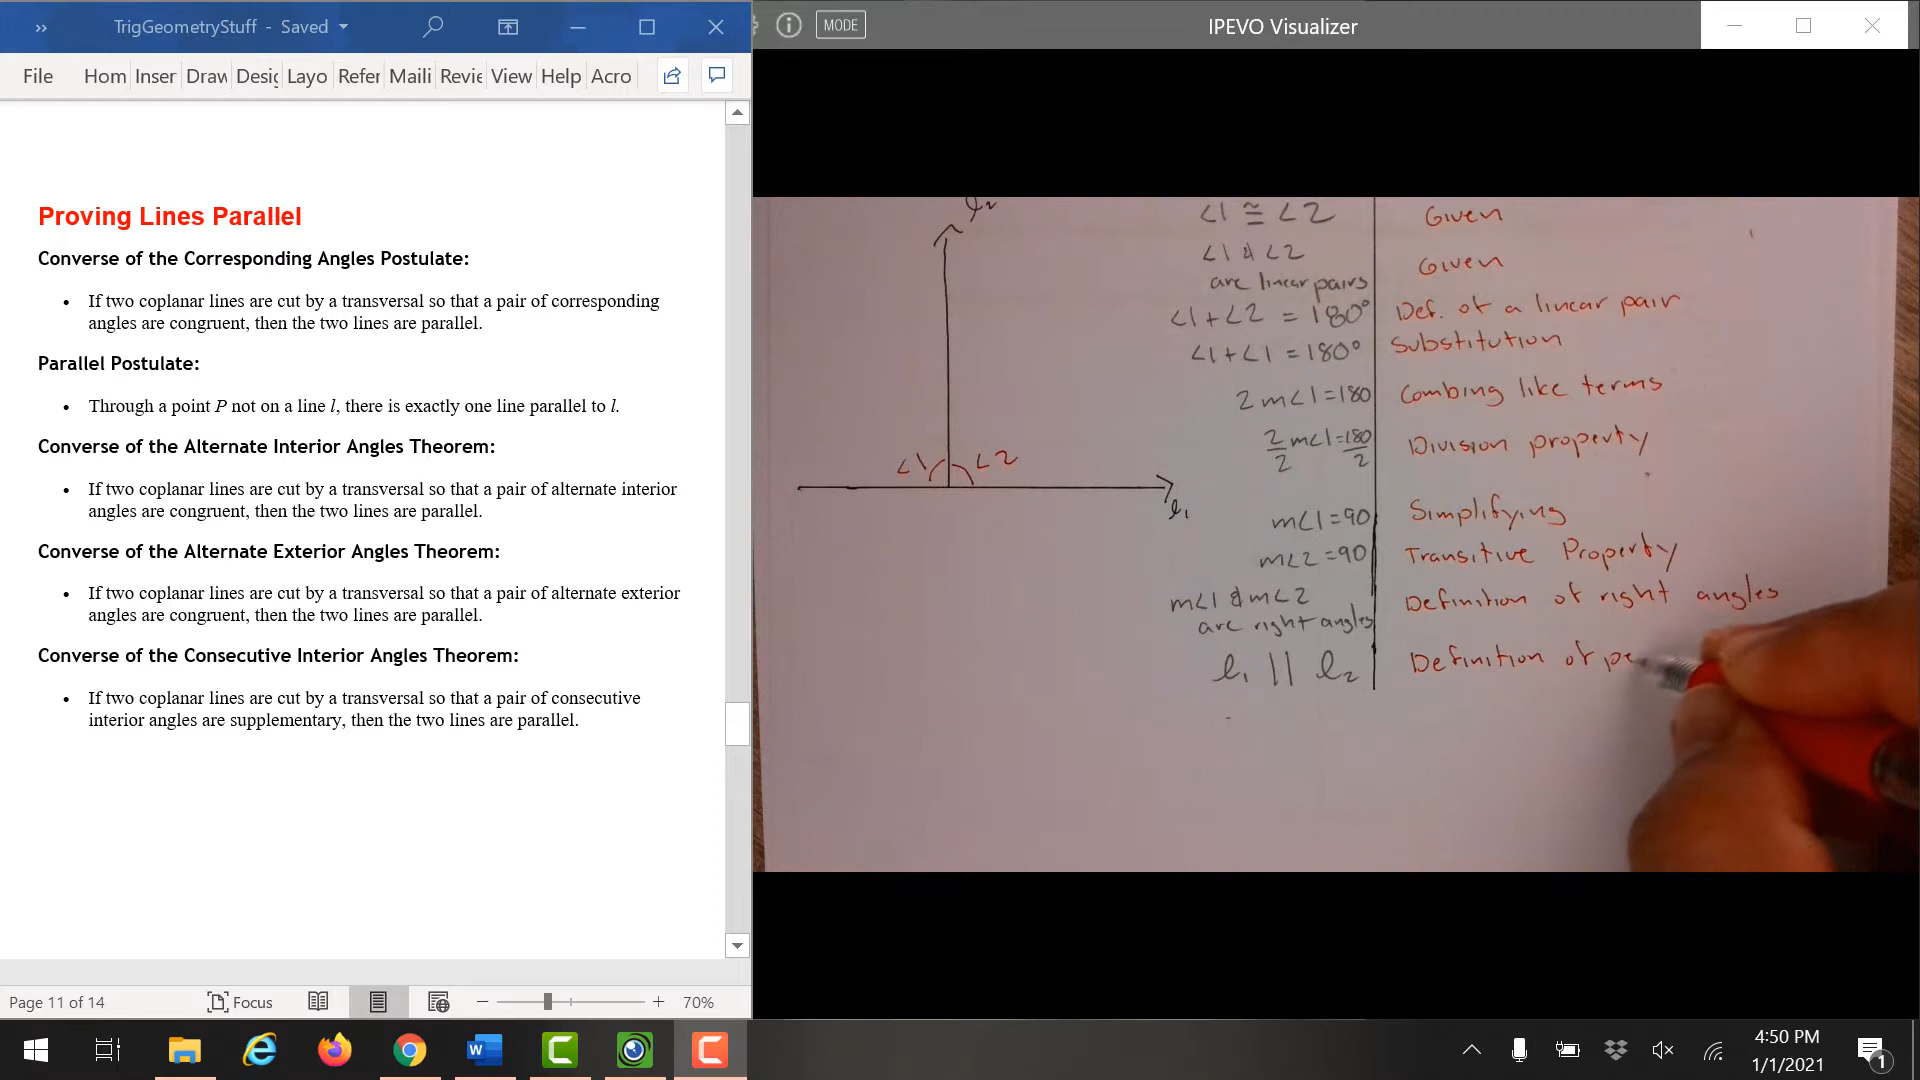 TrigGeometryStuff - Saved
MODE
IPEVO Visualizer
File Hom Inser Draw Desig Layo Refer Maili Revie View Help Acro
Proving Lines Parallel
Converse of the Corresponding Angles Postulate:
• If two coplanar lines are cut by a transversal so that a pair of corresponding
angles are congruent, then the two lines are parallel.
Parallel Postulate:
• Through a point P not on a line l, there is exactly one line parallel to l.
Converse of the Alternate Interior Angles Theorem:
• If two coplanar lines are cut by a transversal so that a pair of alternate interior
angles are congruent, then the two lines are parallel.
Converse of the Alternate Exterior Angles Theorem:
• If two coplanar lines are cut by a transversal so that a pair of alternate exterior
angles are congruent, then the two lines are parallel.
Converse of the Consecutive Interior Angles Theorem:
• If two coplanar lines are cut by a transversal so that a pair of consecutive
interior angles are supplementary, then the two lines are parallel.
ℓ₂
∠1 ∠2
ℓ₁
∠1 ≅ ∠2 Given
∠1 & ∠2
are linear pairs Given
∠1 + ∠2 = 180° Def. of a linear pair
∠1 + ∠1 = 180° Substitution
2m∠1=180 Combing like terms
2/2 m∠1=180/2 Division property
m∠1=90 Simplifying
m∠2=90 Transitive Property
m∠1 & m∠2
are right angles Definition of right angles
ℓ₁ || ℓ₂ Definition of pe
Page 11 of 14 Focus 70%
4:50 PM
1/1/2021
1